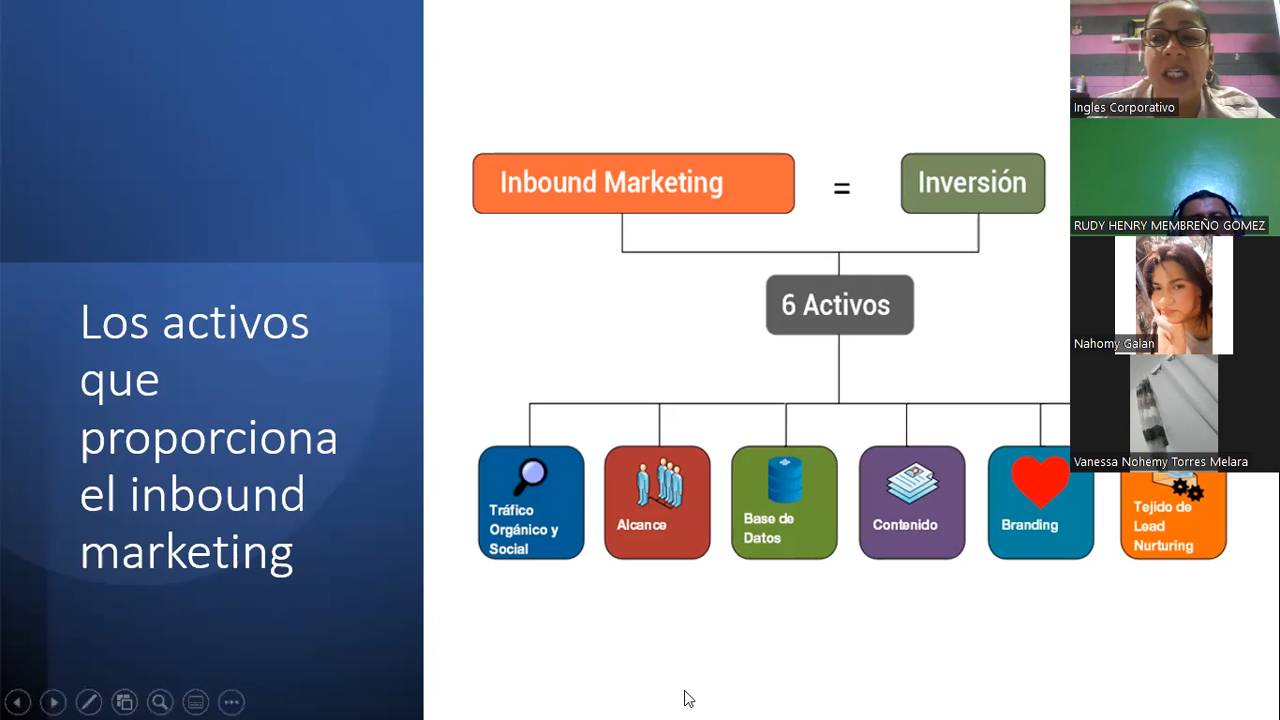 Los activos
que
proporciona
el inbound
marketing
Inbound Marketing
=
Inversión
6 Activos
Tráfico
Orgánico y
Social
Alcance
Base de
Datos
Contenido
Branding
Tejido de
Lead
Nurturing
Ingles Corporativo
RUDY HENRY MEMBREÑO GOMEZ
Nahomy Galan
Vanessa Nohemy Torres Melara